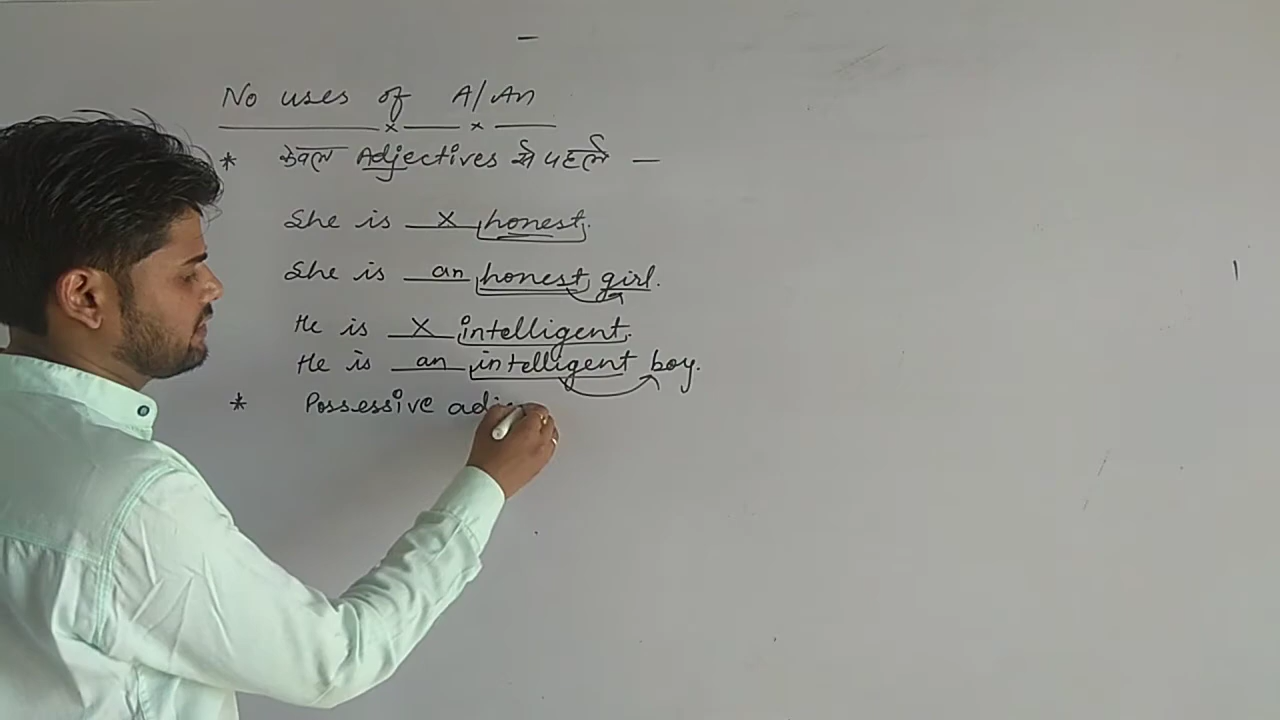 No uses of A/An
* केवल Adjectives से पहले —
She is X honest.
She is an honest girl.
He is X intelligent.
He is an intelligent boy.
* Possessive adj